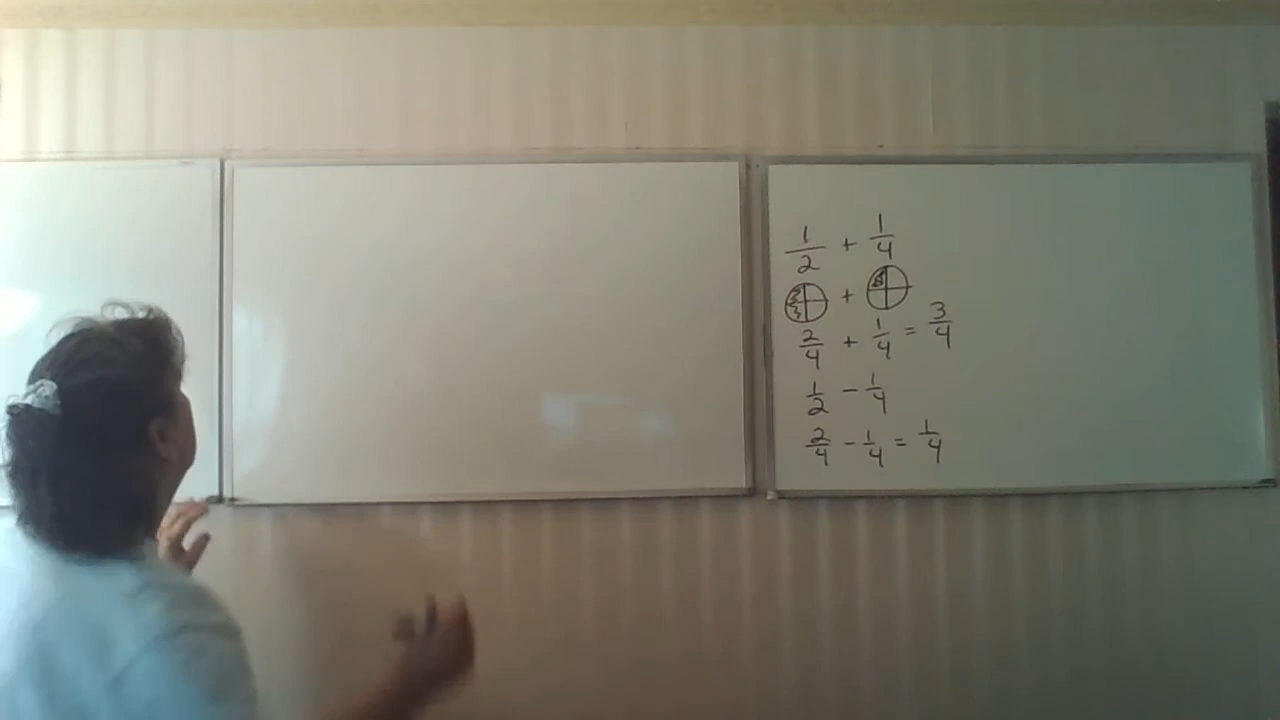 1/2 + 1/4
+
2/4 + 1/4 = 3/4
1/2 - 1/4
2/4 - 1/4 = 1/4